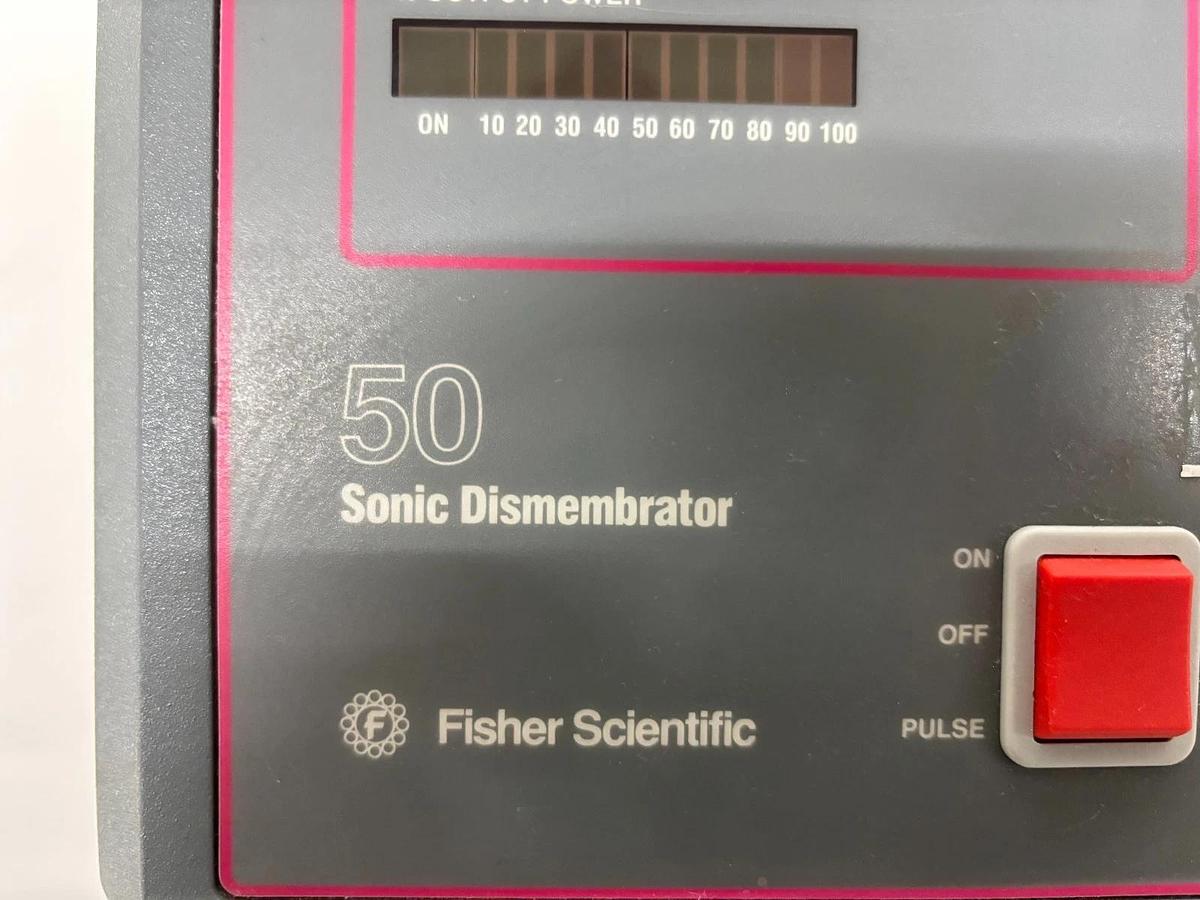 POWER
ON 10 20 30 40 50 60 70 80 90 100
50
Sonic Dismembrator
ON
OFF
PULSE
F Fisher Scientific